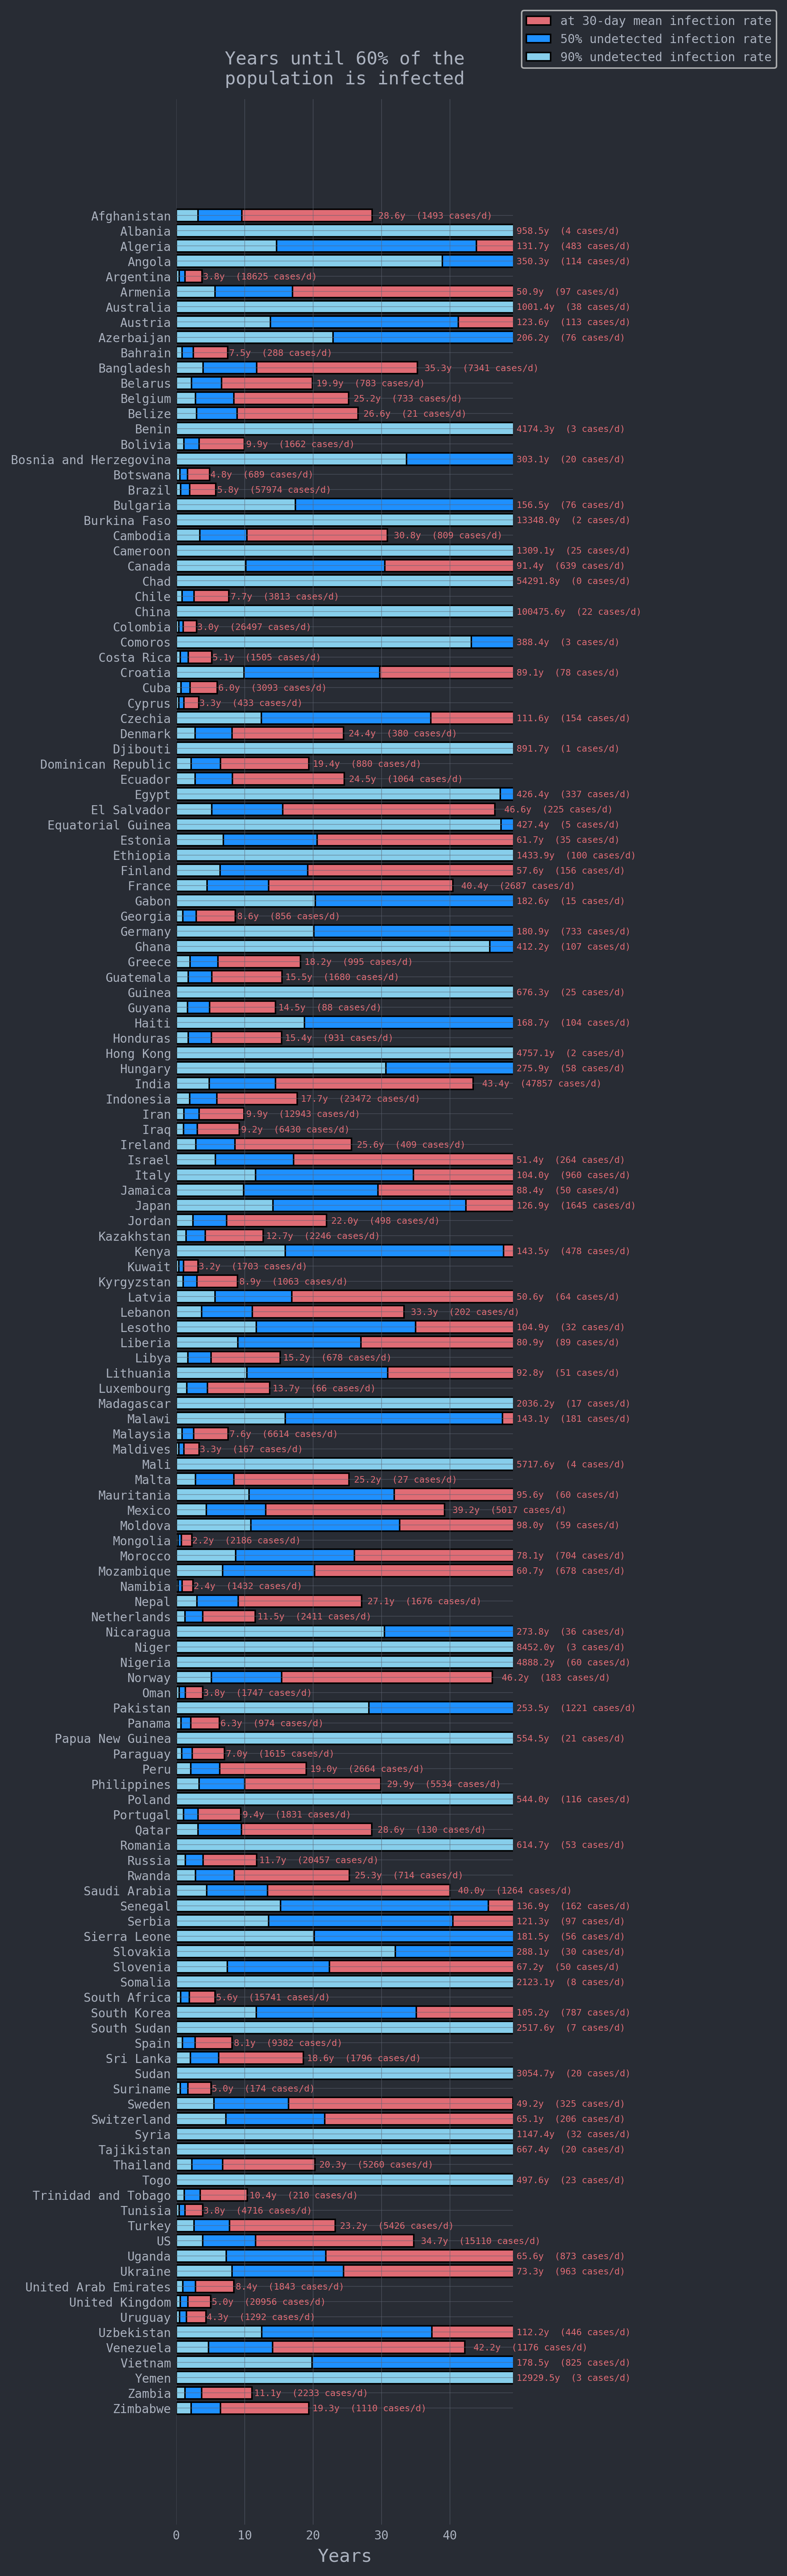 at 30-day mean infection rate
50% undetected infection rate
90% undetected infection rate
Years until 60% of the
population is infected
Afghanistan 28.6y (1493 cases/d)
Albania 958.5y (4 cases/d)
Algeria 131.7y (483 cases/d)
Angola 350.3y (114 cases/d)
Argentina 3.8y (18625 cases/d)
Armenia 50.9y (97 cases/d)
Australia 1001.4y (38 cases/d)
Austria 123.6y (113 cases/d)
Azerbaijan 206.2y (76 cases/d)
Bahrain 7.5y (288 cases/d)
Bangladesh 35.3y (7341 cases/d)
Belarus 19.9y (783 cases/d)
Belgium 25.2y (733 cases/d)
Belize 26.6y (21 cases/d)
Benin 4174.3y (3 cases/d)
Bolivia 9.9y (1662 cases/d)
Bosnia and Herzegovina 303.1y (20 cases/d)
Botswana 4.8y (689 cases/d)
Brazil 5.8y (57974 cases/d)
Bulgaria 156.5y (76 cases/d)
Burkina Faso 13348.0y (2 cases/d)
Cambodia 30.8y (809 cases/d)
Cameroon 1309.1y (25 cases/d)
Canada 91.4y (639 cases/d)
Chad 54291.8y (0 cases/d)
Chile 7.7y (3813 cases/d)
China 100475.6y (22 cases/d)
Colombia 3.0y (26497 cases/d)
Comoros 388.4y (3 cases/d)
Costa Rica 5.1y (1505 cases/d)
Croatia 89.1y (78 cases/d)
Cuba 6.0y (3093 cases/d)
Cyprus 3.3y (433 cases/d)
Czechia 111.6y (154 cases/d)
Denmark 24.4y (380 cases/d)
Djibouti 891.7y (1 cases/d)
Dominican Republic 19.4y (880 cases/d)
Ecuador 24.5y (1064 cases/d)
Egypt 426.4y (337 cases/d)
El Salvador 46.6y (225 cases/d)
Equatorial Guinea 427.4y (5 cases/d)
Estonia 61.7y (35 cases/d)
Ethiopia 1433.9y (100 cases/d)
Finland 57.6y (156 cases/d)
France 40.4y (2687 cases/d)
Gabon 182.6y (15 cases/d)
Georgia 8.6y (856 cases/d)
Germany 180.9y (733 cases/d)
Ghana 412.2y (107 cases/d)
Greece 18.2y (995 cases/d)
Guatemala 15.5y (1680 cases/d)
Guinea 676.3y (25 cases/d)
Guyana 14.5y (88 cases/d)
Haiti 168.7y (104 cases/d)
Honduras 15.4y (931 cases/d)
Hong Kong 4757.1y (2 cases/d)
Hungary 275.9y (58 cases/d)
India 43.4y (47857 cases/d)
Indonesia 17.7y (23472 cases/d)
Iran 9.9y (12943 cases/d)
Iraq 9.2y (6430 cases/d)
Ireland 25.6y (409 cases/d)
Israel 51.4y (264 cases/d)
Italy 104.0y (960 cases/d)
Jamaica 88.4y (50 cases/d)
Japan 126.9y (1645 cases/d)
Jordan 22.0y (498 cases/d)
Kazakhstan 12.7y (2246 cases/d)
Kenya 143.5y (478 cases/d)
Kuwait 3.2y (1703 cases/d)
Kyrgyzstan 8.9y (1063 cases/d)
Latvia 50.6y (64 cases/d)
Lebanon 33.3y (202 cases/d)
Lesotho 104.9y (32 cases/d)
Liberia 80.9y (89 cases/d)
Libya 15.2y (678 cases/d)
Lithuania 92.8y (51 cases/d)
Luxembourg 13.7y (66 cases/d)
Madagascar 2036.2y (17 cases/d)
Malawi 143.1y (181 cases/d)
Malaysia 7.6y (6614 cases/d)
Maldives 3.3y (167 cases/d)
Mali 5717.6y (4 cases/d)
Malta 25.2y (27 cases/d)
Mauritania 95.6y (60 cases/d)
Mexico 39.2y (5017 cases/d)
Moldova 98.0y (59 cases/d)
Mongolia 2.2y (2186 cases/d)
Morocco 78.1y (704 cases/d)
Mozambique 60.7y (678 cases/d)
Namibia 2.4y (1432 cases/d)
Nepal 27.1y (1676 cases/d)
Netherlands 11.5y (2411 cases/d)
Nicaragua 273.8y (36 cases/d)
Niger 8452.0y (3 cases/d)
Nigeria 4888.2y (60 cases/d)
Norway 46.2y (183 cases/d)
Oman 3.8y (1747 cases/d)
Pakistan 253.5y (1221 cases/d)
Panama 6.3y (974 cases/d)
Papua New Guinea 554.5y (21 cases/d)
Paraguay 7.0y (1615 cases/d)
Peru 19.0y (2664 cases/d)
Philippines 29.9y (5534 cases/d)
Poland 544.0y (116 cases/d)
Portugal 9.4y (1831 cases/d)
Qatar 28.6y (130 cases/d)
Romania 614.7y (53 cases/d)
Russia 11.7y (20457 cases/d)
Rwanda 25.3y (714 cases/d)
Saudi Arabia 40.0y (1264 cases/d)
Senegal 136.9y (162 cases/d)
Serbia 121.3y (97 cases/d)
Sierra Leone 181.5y (56 cases/d)
Slovakia 288.1y (30 cases/d)
Slovenia 67.2y (50 cases/d)
Somalia 2123.1y (8 cases/d)
South Africa 5.6y (15741 cases/d)
South Korea 105.2y (787 cases/d)
South Sudan 2517.6y (7 cases/d)
Spain 8.1y (9382 cases/d)
Sri Lanka 18.6y (1796 cases/d)
Sudan 3054.7y (20 cases/d)
Suriname 5.0y (174 cases/d)
Sweden 49.2y (325 cases/d)
Switzerland 65.1y (206 cases/d)
Syria 1147.4y (32 cases/d)
Tajikistan 667.4y (20 cases/d)
Thailand 20.3y (5260 cases/d)
Togo 497.6y (23 cases/d)
Trinidad and Tobago 10.4y (210 cases/d)
Tunisia 3.8y (4716 cases/d)
Turkey 23.2y (5426 cases/d)
US 34.7y (15110 cases/d)
Uganda 65.6y (873 cases/d)
Ukraine 73.3y (963 cases/d)
United Arab Emirates 8.4y (1843 cases/d)
United Kingdom 5.0y (20956 cases/d)
Uruguay 4.3y (1292 cases/d)
Uzbekistan 112.2y (446 cases/d)
Venezuela 42.2y (1176 cases/d)
Vietnam 178.5y (825 cases/d)
Yemen 12929.5y (3 cases/d)
Zambia 11.1y (2233 cases/d)
Zimbabwe 19.3y (1110 cases/d)
0 10 20 30 40
Years